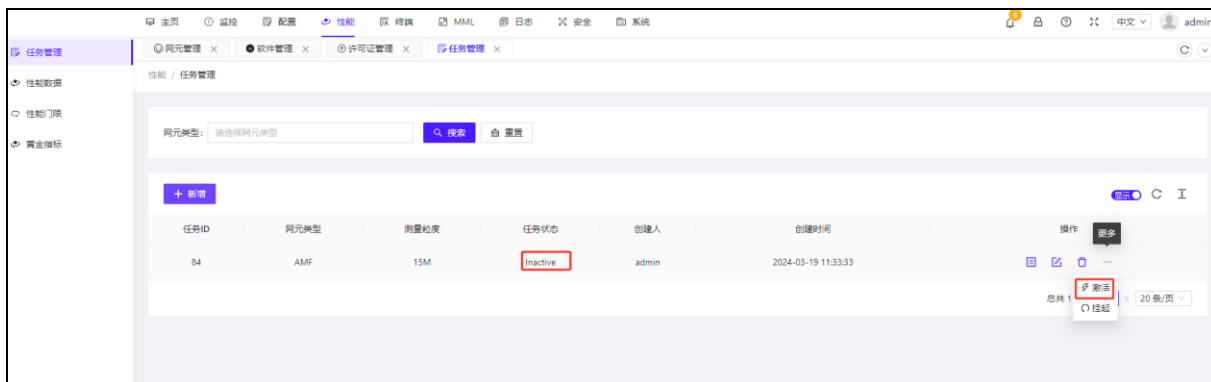 主页 监控 配置 性能 终端 MML 日志 安全 系统 6 中文 admin
任务管理 网元管理 × 软件管理 × 许可证管理 × 任务管理 ×
性能数据 性能 / 任务管理
性能门限
黄金指标
网元类型: 请选择网元类型 搜索 重置
+ 新增 显示
任务ID 网元类型 测量粒度 任务状态 创建人 创建时间 操作 更多
84 AMF 15M Inactive admin 2024-03-19 11:33:33 ...
激活
总共 1 > 20 条/页
挂起